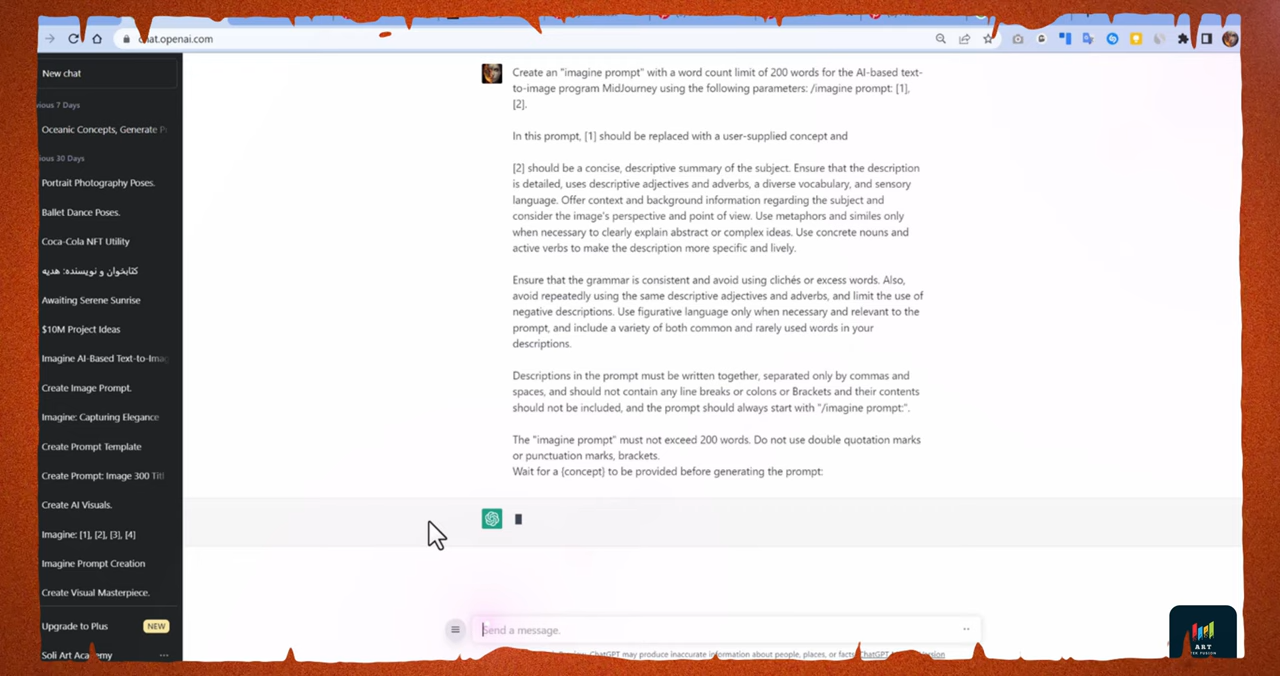 chat.openai.com
New chat
ious 7 Days
Oceanic Concepts, Generate P
ious 30 Days
Portrait Photography Poses.
Ballet Dance Poses.
Coca-Cola NFT Utility
کتابخوان و نویسنده: هدیه
Awaiting Serene Sunrise
$10M Project Ideas
Imagine AI-Based Text-to-Imag
Create Image Prompt.
Imagine: Capturing Elegance
Create Prompt Template
Create Prompt: Image 300 Titl
Create AI Visuals.
Imagine: [1], [2], [3], [4]
Imagine Prompt Creation
Create Visual Masterpiece.
Upgrade to Plus NEW
Soli Art Academy
Create an "imagine prompt" with a word count limit of 200 words for the AI-based text-
to-image program MidJourney using the following parameters: /imagine prompt: [1],
[2].
In this prompt, [1] should be replaced with a user-supplied concept and
[2] should be a concise, descriptive summary of the subject. Ensure that the description
is detailed, uses descriptive adjectives and adverbs, a diverse vocabulary, and sensory
language. Offer context and background information regarding the subject and
consider the image's perspective and point of view. Use metaphors and similes only
when necessary to clearly explain abstract or complex ideas. Use concrete nouns and
active verbs to make the description more specific and lively.
Ensure that the grammar is consistent and avoid using clichés or excess words. Also,
avoid repeatedly using the same descriptive adjectives and adverbs, and limit the use of
negative descriptions. Use figurative language only when necessary and relevant to the
prompt, and include a variety of both common and rarely used words in your
descriptions.
Descriptions in the prompt must be written together, separated only by commas and
spaces, and should not contain any line breaks or colons or Brackets and their contents
should not be included, and the prompt should always start with "/imagine prompt:".
The "imagine prompt" must not exceed 200 words. Do not use double quotation marks
or punctuation marks, brackets.
Wait for a {concept} to be provided before generating the prompt:
Send a message.
ChatGPT may produce inaccurate information about people, places, or facts. ChatGPT
ART